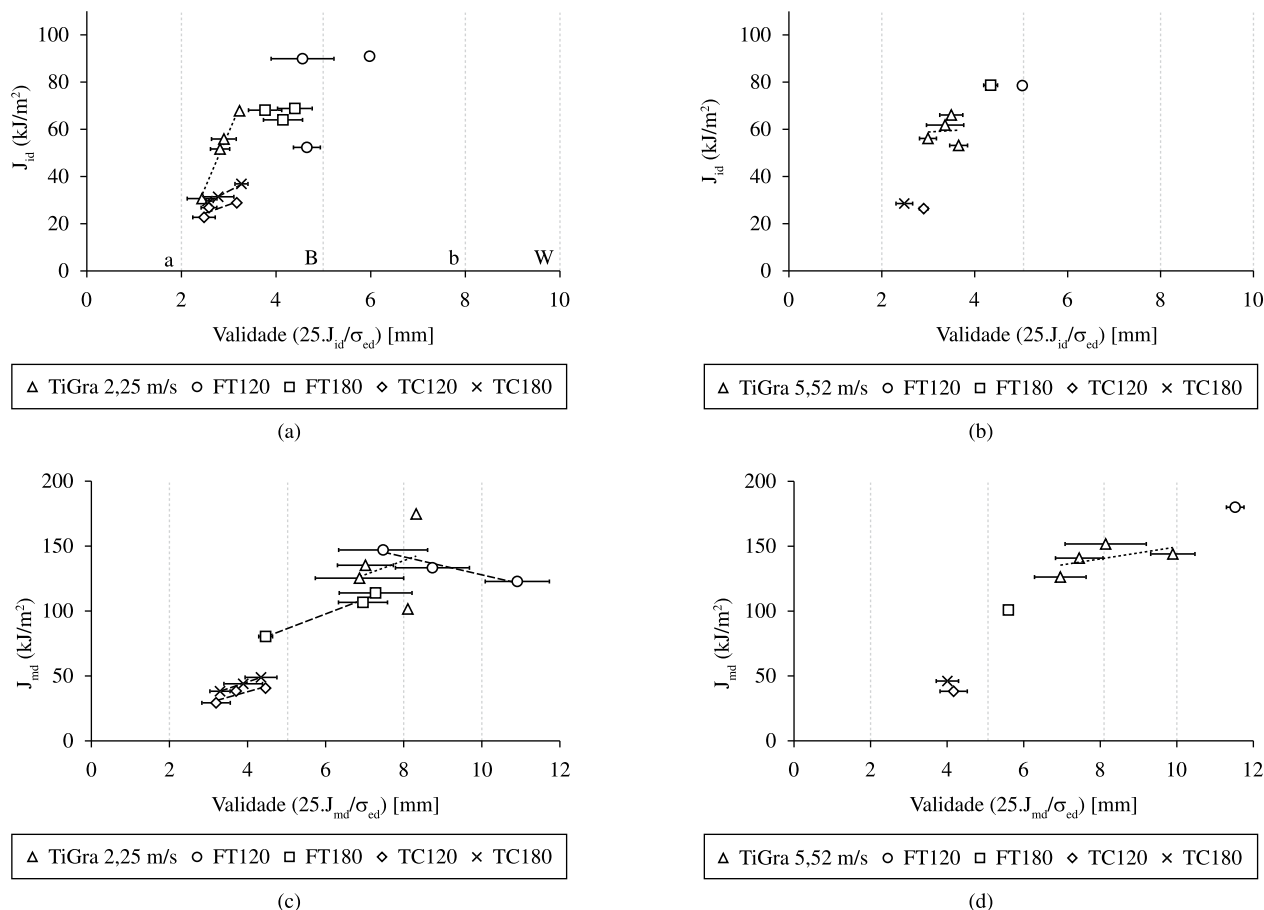 100
80
60
40
20
0
J_id (kJ/m²)
a B b W
0 2 4 6 8 10
Validade (25.J_id/σ_ed) [mm]
TiGra 2,25 m/s FT120 FT180 TC120 TC180
(a)
100
80
60
40
20
0
J_id (kJ/m²)
0 2 4 6 8 10
Validade (25.J_id/σ_ed) [mm]
TiGra 5,52 m/s FT120 FT180 TC120 TC180
(b)
200
150
100
50
0
J_md (kJ/m²)
0 2 4 6 8 10 12
Validade (25.J_md/σ_ed) [mm]
TiGra 2,25 m/s FT120 FT180 TC120 TC180
(c)
200
150
100
50
0
J_md (kJ/m²)
0 2 4 6 8 10 12
Validade (25.J_md/σ_ed) [mm]
TiGra 5,52 m/s FT120 FT180 TC120 TC180
(d)